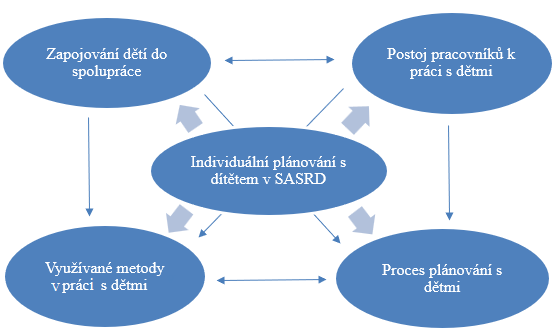 Zapojování dětí do
spolupráce
Postoj pracovníků k
práci s dětmi
Individuální plánování s
dítětem v SASRD
Využívané metody
v práci s dětmi
Proces plánování s
dětmi